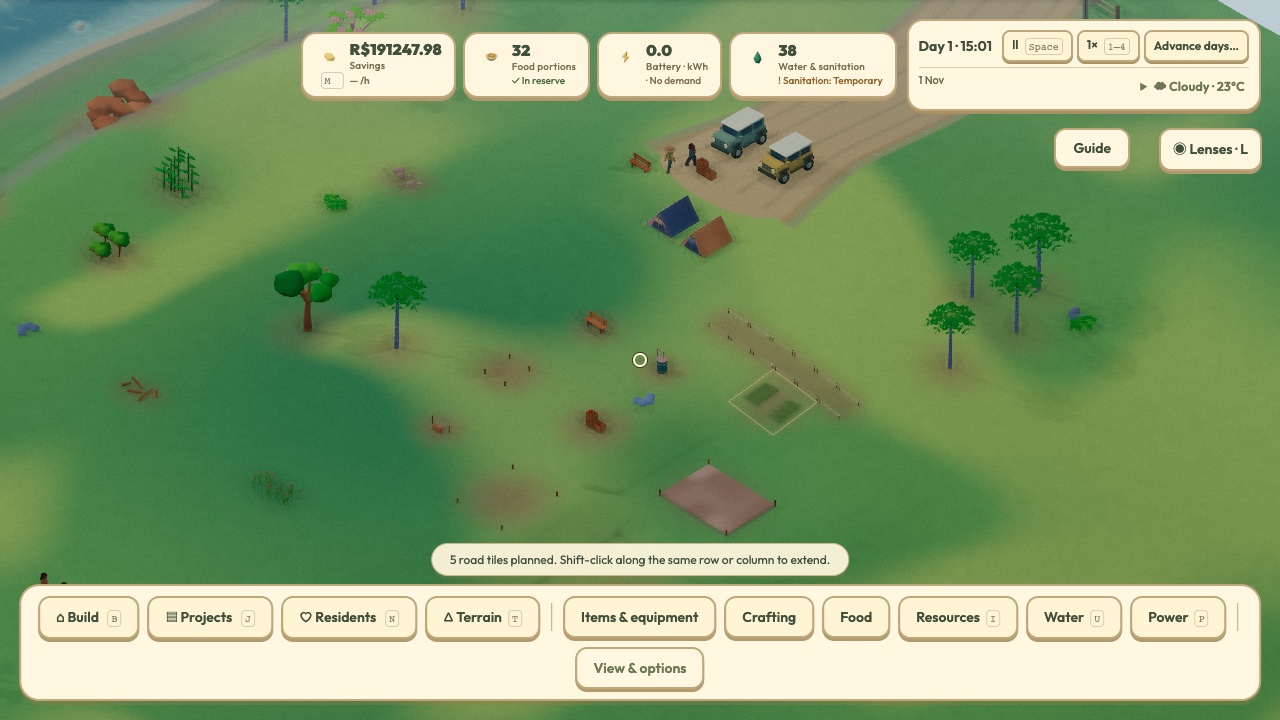 R$191247.98
Savings
M — /h
32
Food portions
✓ In reserve
0.0
Battery · kWh
· No demand
38
Water & sanitation
! Sanitation: Temporary
Day 1 · 15:01
II Space
1× 1–4
Advance days...
1 Nov
▶ Cloudy · 23°C
Guide
◉ Lenses · L
5 road tiles planned. Shift-click along the same row or column to extend.
⌂ Build B
▤ Projects J
♡ Residents N
△ Terrain T
Items & equipment
Crafting
Food
Resources I
Water U
Power P
View & options